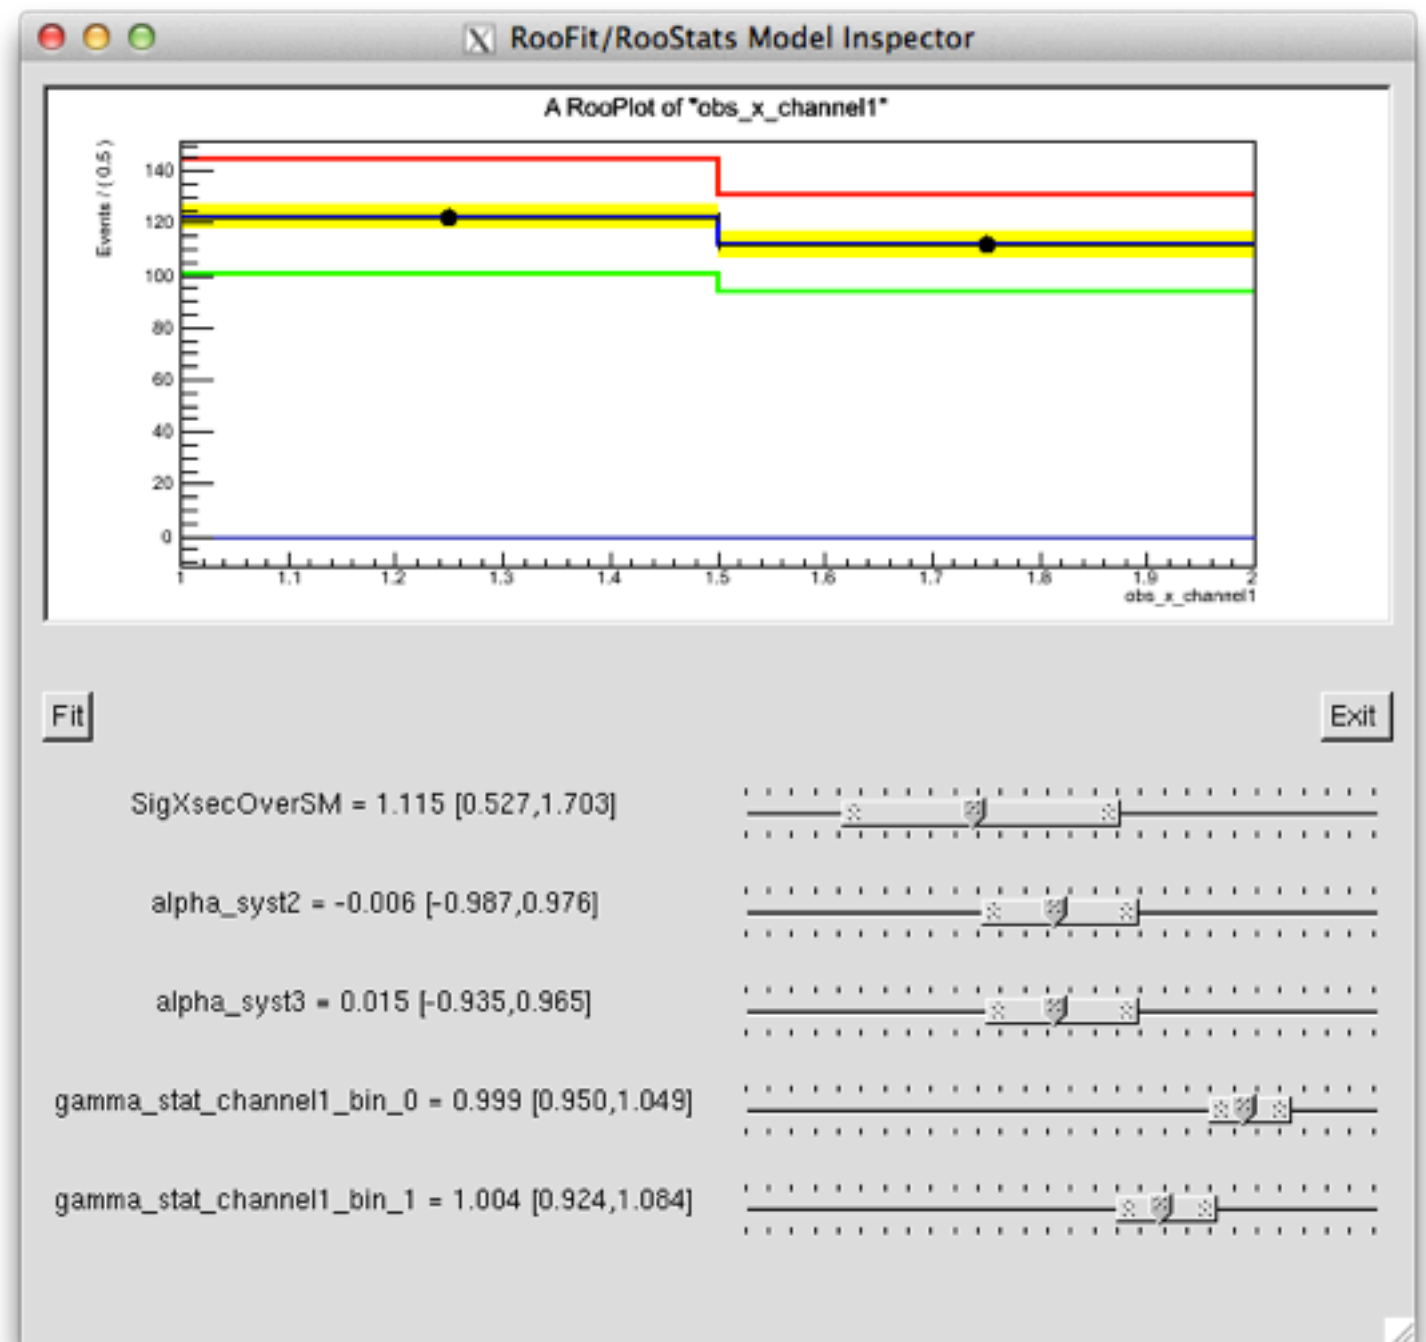 RooFit/RooStats Model Inspector
A RooPlot of "obs_x_channel1"
Events / ( 0.5 )
140
120
100
80
60
40
20
0
1 1.1 1.2 1.3 1.4 1.5 1.6 1.7 1.8 1.9 2
obs_x_channel1
Fit
Exit
SigXsecOverSM = 1.115 [0.527,1.703]
alpha_syst2 = -0.006 [-0.987,0.976]
alpha_syst3 = 0.015 [-0.935,0.965]
gamma_stat_channel1_bin_0 = 0.999 [0.950,1.049]
gamma_stat_channel1_bin_1 = 1.004 [0.924,1.084]